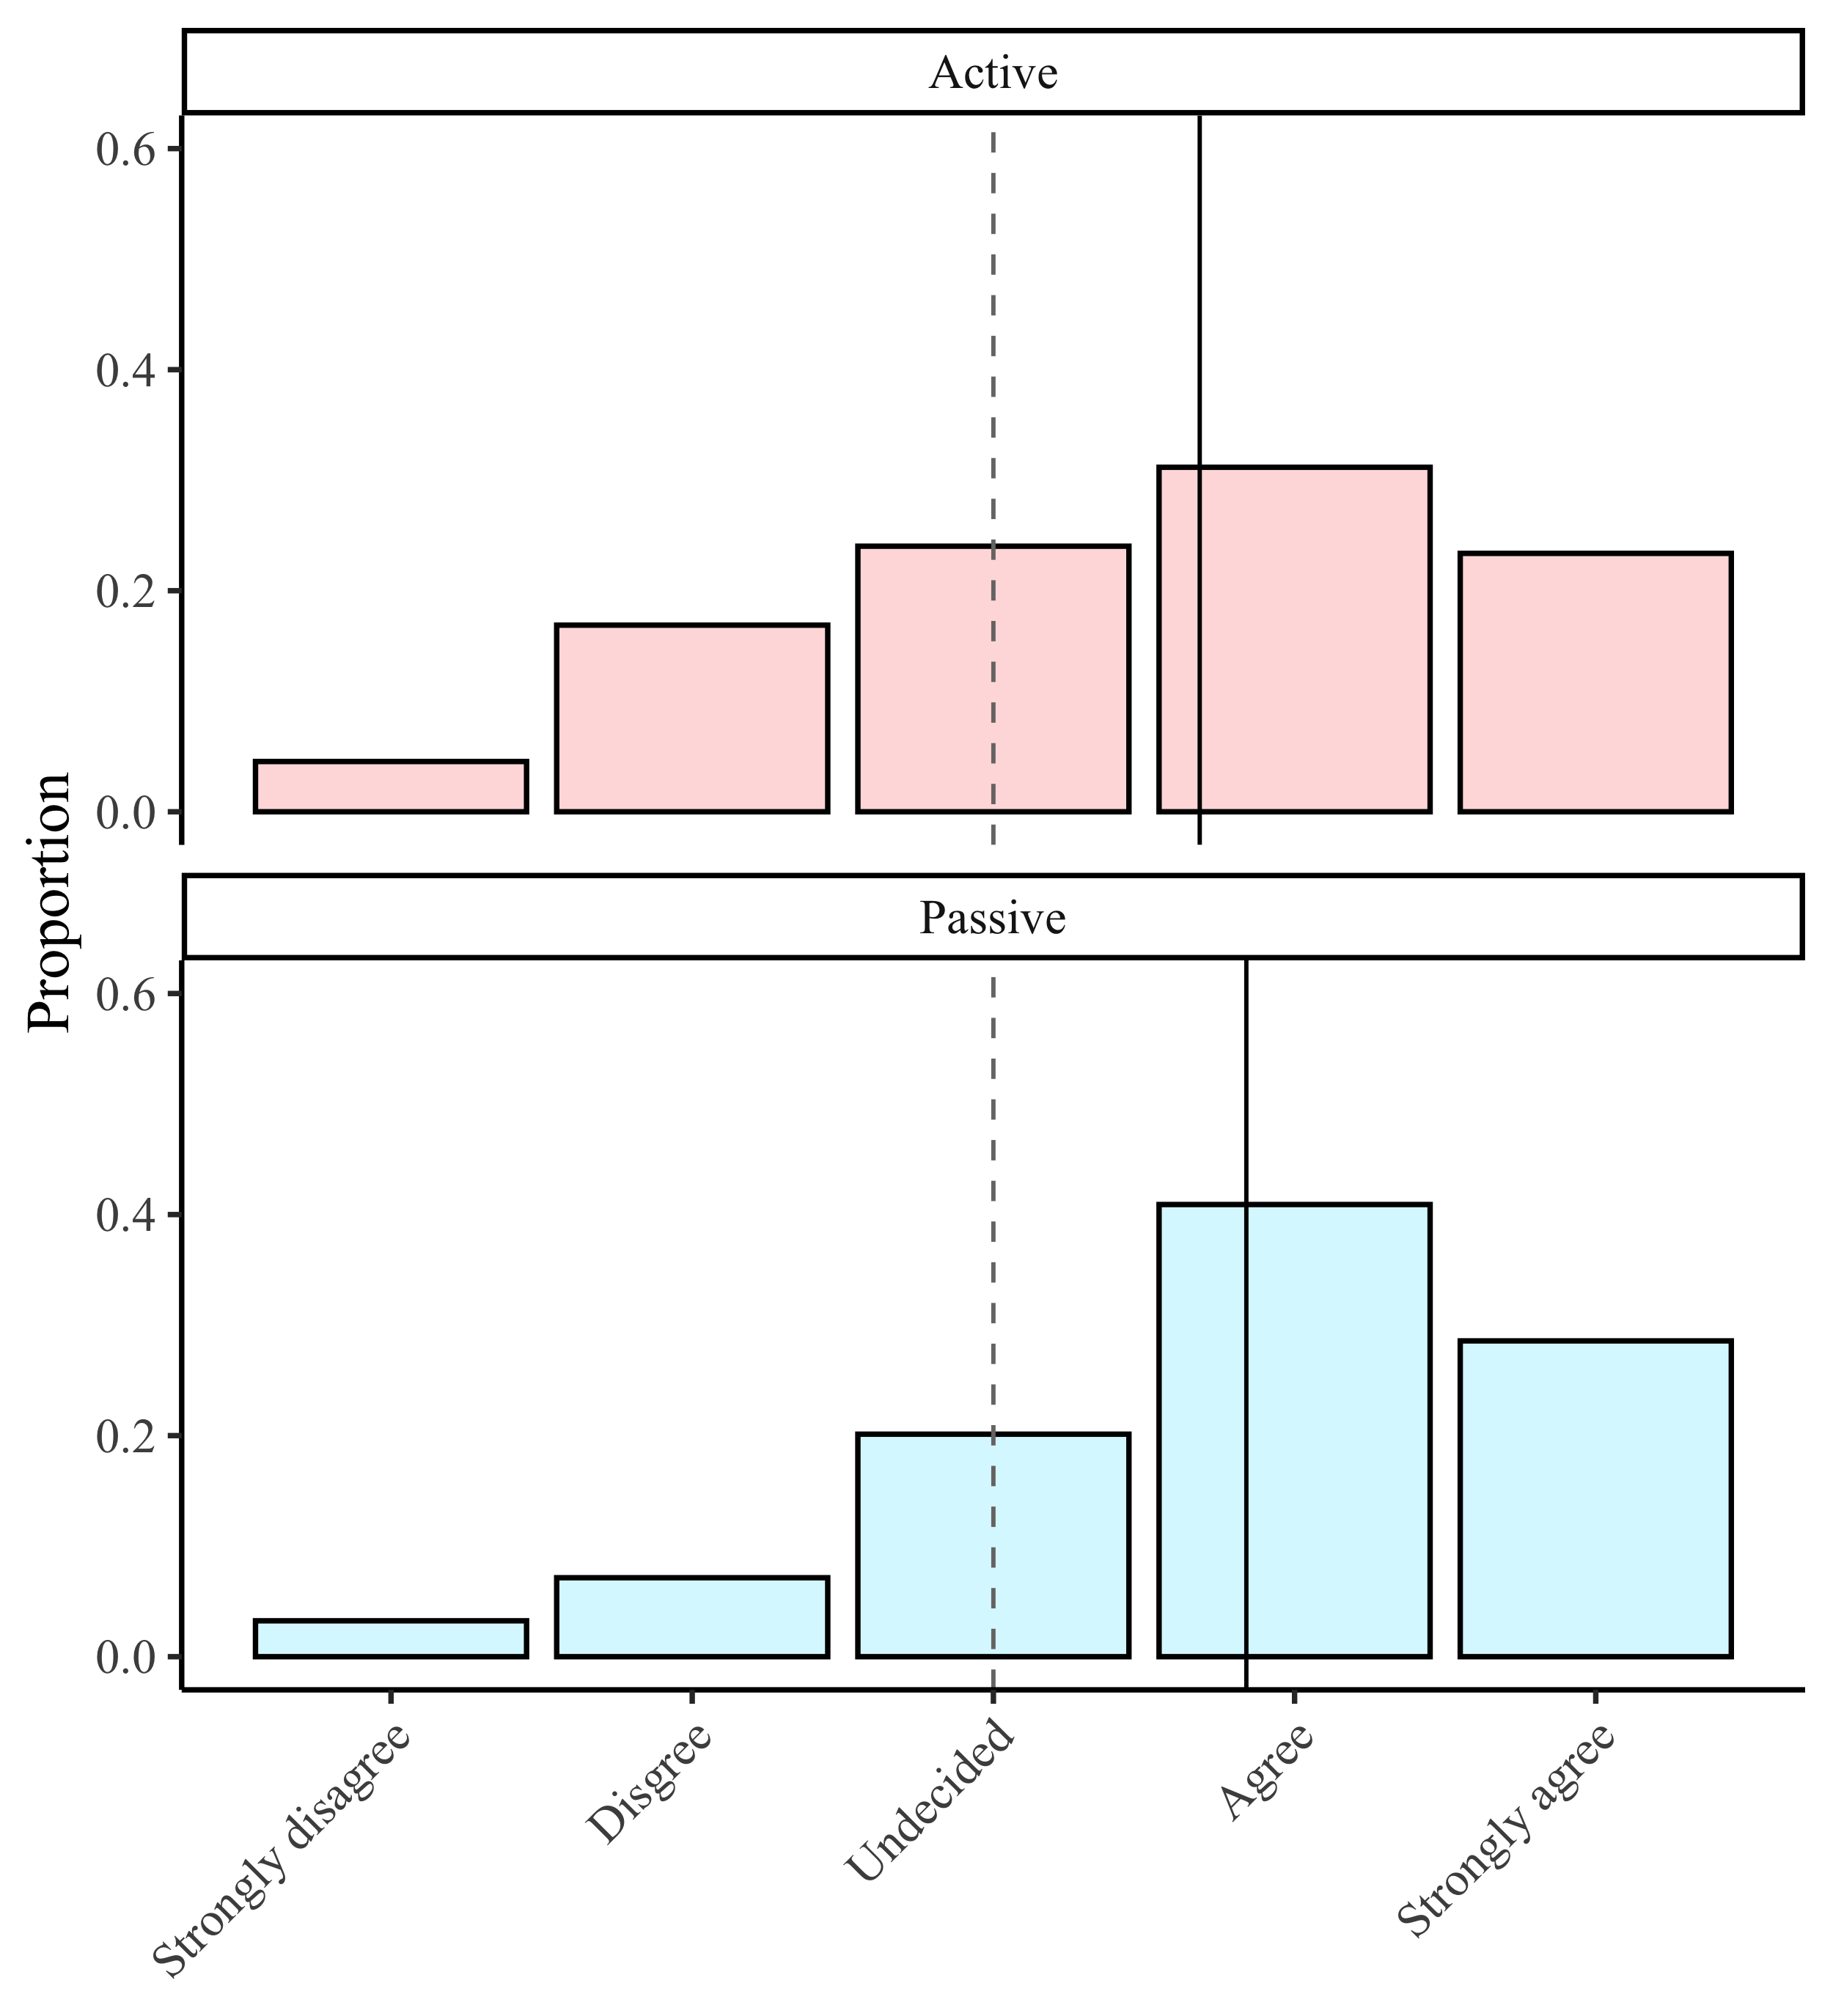 Active
0.6
0.4
0.2
0.0
Proportion
Passive
0.6
0.4
0.2
0.0
Strongly disagree
Disgree
Undecided
Agree
Strongly agree